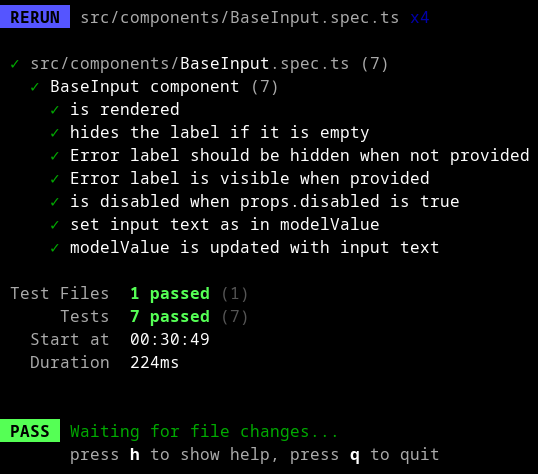 RERUN src/components/BaseInput.spec.ts x4
✓ src/components/BaseInput.spec.ts (7)
✓ BaseInput component (7)
✓ is rendered
✓ hides the label if it is empty
✓ Error label should be hidden when not provided
✓ Error label is visible when provided
✓ is disabled when props.disabled is true
✓ set input text as in modelValue
✓ modelValue is updated with input text
Test Files 1 passed (1)
Tests 7 passed (7)
Start at 00:30:49
Duration 224ms
PASS Waiting for file changes...
press h to show help, press q to quit